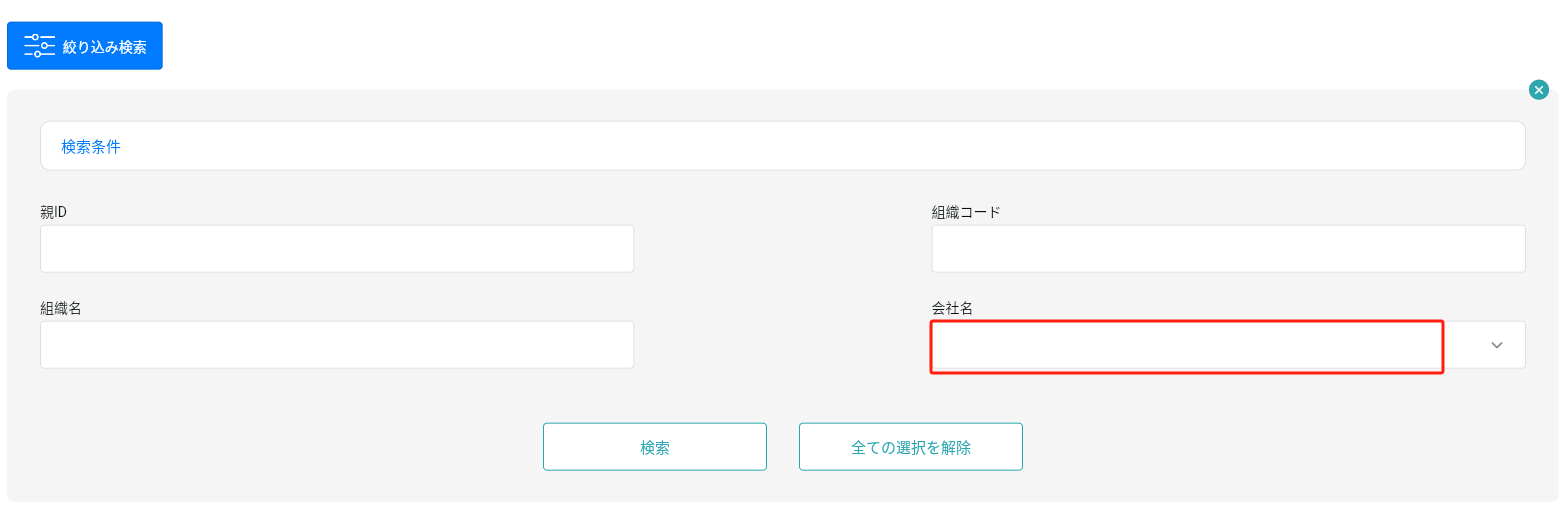 絞り込み検索
検索条件
親ID
組織コード
組織名
会社名
検索
全ての選択を解除